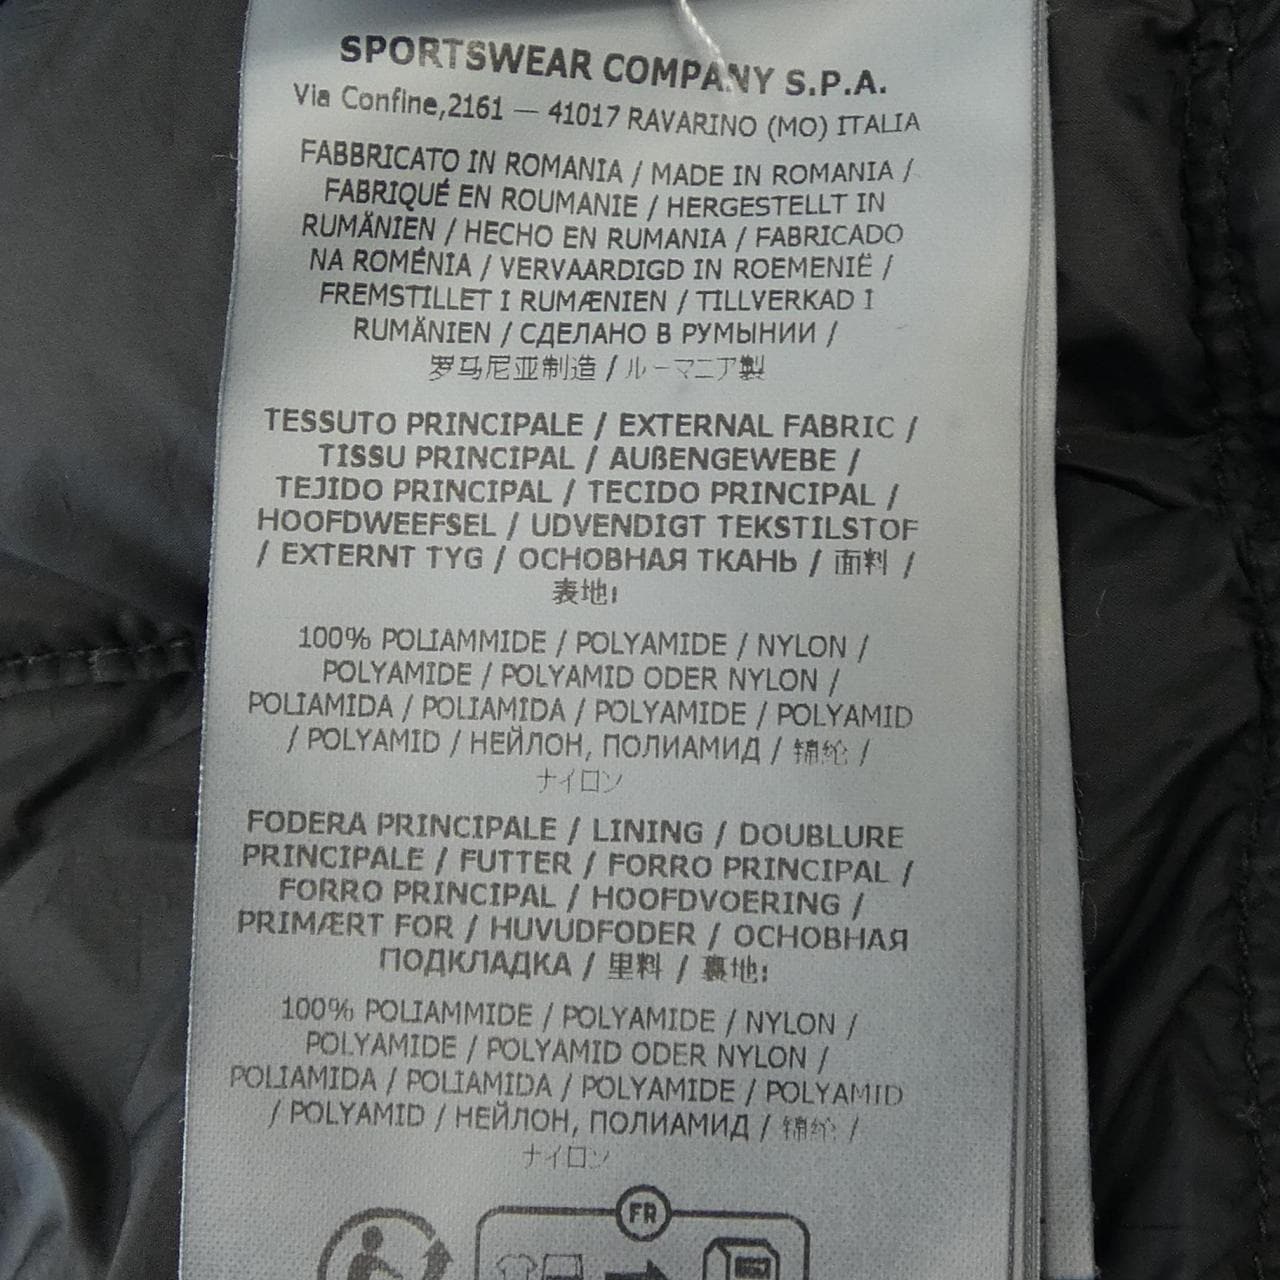 SPORTSWEAR COMPANY S.P.A.
Via Confine,2161 — 41017 RAVARINO (MO) ITALIA
FABBRICATO IN ROMANIA / MADE IN ROMANIA /
FABRIQUÉ EN ROUMANIE / HERGESTELLT IN
RUMÄNIEN / HECHO EN RUMANIA / FABRICADO
NA ROMÉNIA / VERVAARDIGD IN ROEMENIË /
FREMSTILLET I RUMÆNIEN / TILLVERKAD I
RUMÄNIEN / СДЕЛАНО В РУМЫНИИ /
罗马尼亚制造 / ルーマニア製
TESSUTO PRINCIPALE / EXTERNAL FABRIC /
TISSU PRINCIPAL / AUßENGEWEBE /
TEJIDO PRINCIPAL / TECIDO PRINCIPAL /
HOOFDWEEFSEL / UDVENDIGT TEKSTILSTOF
/ EXTERNT TYG / ОСНОВНАЯ ТКАНЬ / 面料 /
表地:
100% POLIAMMIDE / POLYAMIDE / NYLON /
POLYAMIDE / POLYAMID ODER NYLON /
POLIAMIDA / POLIAMIDA / POLYAMIDE / POLYAMID
/ POLYAMID / НЕЙЛОН, ПОЛИАМИД / 锦纶 /
ナイロン
FODERA PRINCIPALE / LINING / DOUBLURE
PRINCIPALE / FUTTER / FORRO PRINCIPAL /
FORRO PRINCIPAL / HOOFDVOERING /
PRIMÆRT FOR / HUVUDFODER / ОСНОВНАЯ
ПОДКЛАДКА / 里料 / 裏地:
100% POLIAMMIDE / POLYAMIDE / NYLON /
POLYAMIDE / POLYAMID ODER NYLON /
POLIAMIDA / POLIAMIDA / POLYAMIDE / POLYAMID
/ POLYAMID / НЕЙЛОН, ПОЛИАМИД / 锦纶 /
ナイロン
FR